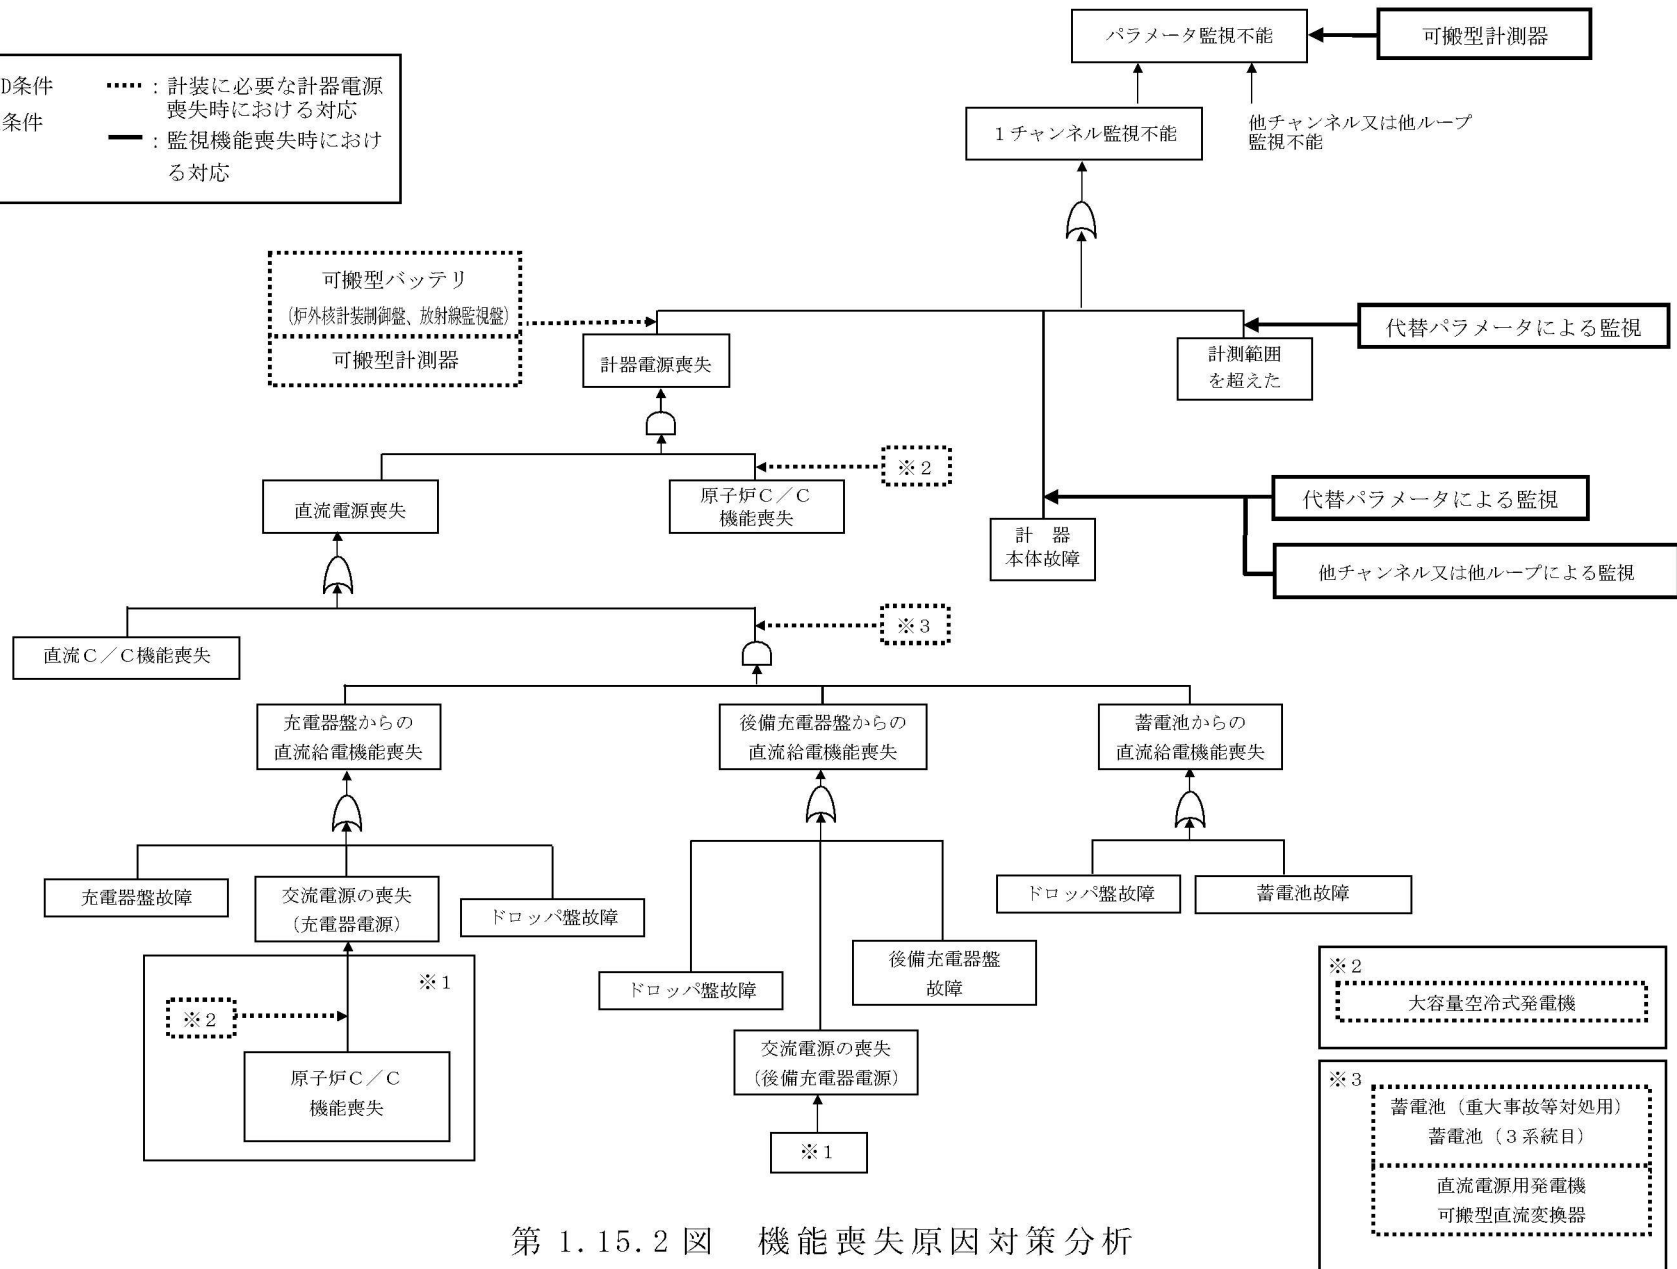 パラメータ監視不能
可搬型計測器
D条件
条件
：計装に必要な計器電源
喪失時における対応
：監視機能喪失時におけ
る対応
１チャンネル監視不能
他チャンネル又は他ループ
監視不能
可搬型バッテリ
（炉外核計装制御盤、放射線監視盤）
可搬型計測器
計器電源喪失
計測範囲
を超えた
代替パラメータによる監視
※２
直流電源喪失
原子炉Ｃ／Ｃ
機能喪失
計　器
本体故障
代替パラメータによる監視
他チャンネル又は他ループによる監視
※３
直流Ｃ／Ｃ機能喪失
充電器盤からの
直流給電機能喪失
後備充電器盤からの
直流給電機能喪失
蓄電池からの
直流給電機能喪失
充電器盤故障
交流電源の喪失
（充電器電源）
ドロッパ盤故障
ドロッパ盤故障
後備充電器盤
故障
ドロッパ盤故障
蓄電池故障
※１
※２
原子炉Ｃ／Ｃ
機能喪失
交流電源の喪失
（後備充電器電源）
※１
※２
大容量空冷式発電機
※３
蓄電池（重大事故等対処用）
蓄電池（３系統目）
直流電源用発電機
可搬型直流変換器
第 1.15.2 図　機能喪失原因対策分析